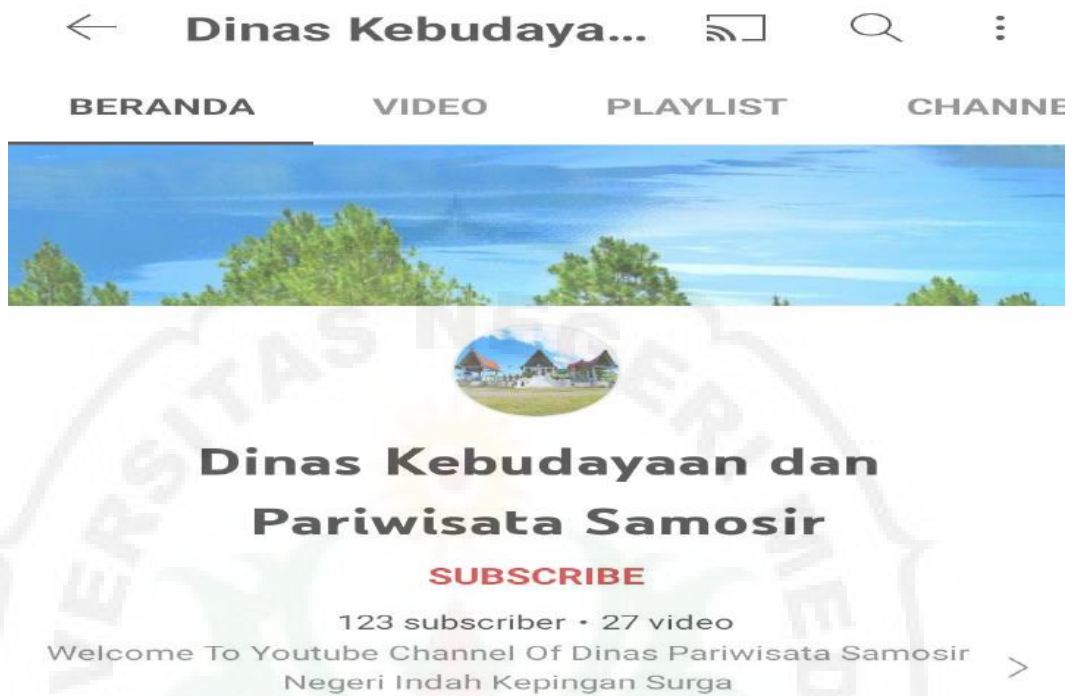 Dinas Kebudaya...
BERANDA VIDEO PLAYLIST CHANNE
Dinas Kebudayaan dan
Pariwisata Samosir
SUBSCRIBE
123 subscriber • 27 video
Welcome To Youtube Channel Of Dinas Pariwisata Samosir
Negeri Indah Kepingan Surga